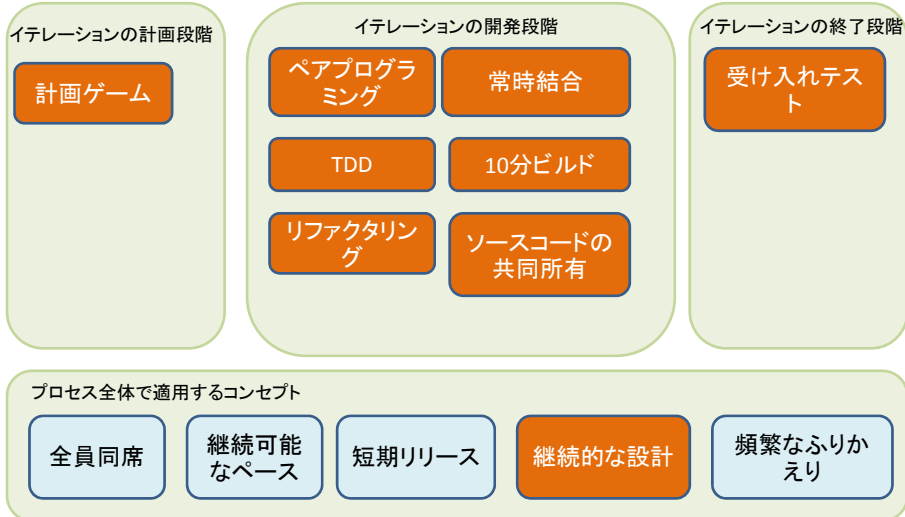 イテレーションの計画段階
計画ゲーム
イテレーションの開発段階
ペアプログラ
ミング
常時結合
TDD
10分ビルド
リファクタリン
グ
ソースコードの
共同所有
イテレーションの終了段階
受け入れテス
ト
プロセス全体で適用するコンセプト
全員同席
継続可能
なペース
短期リリース
継続的な設計
頻繁なふりか
えり